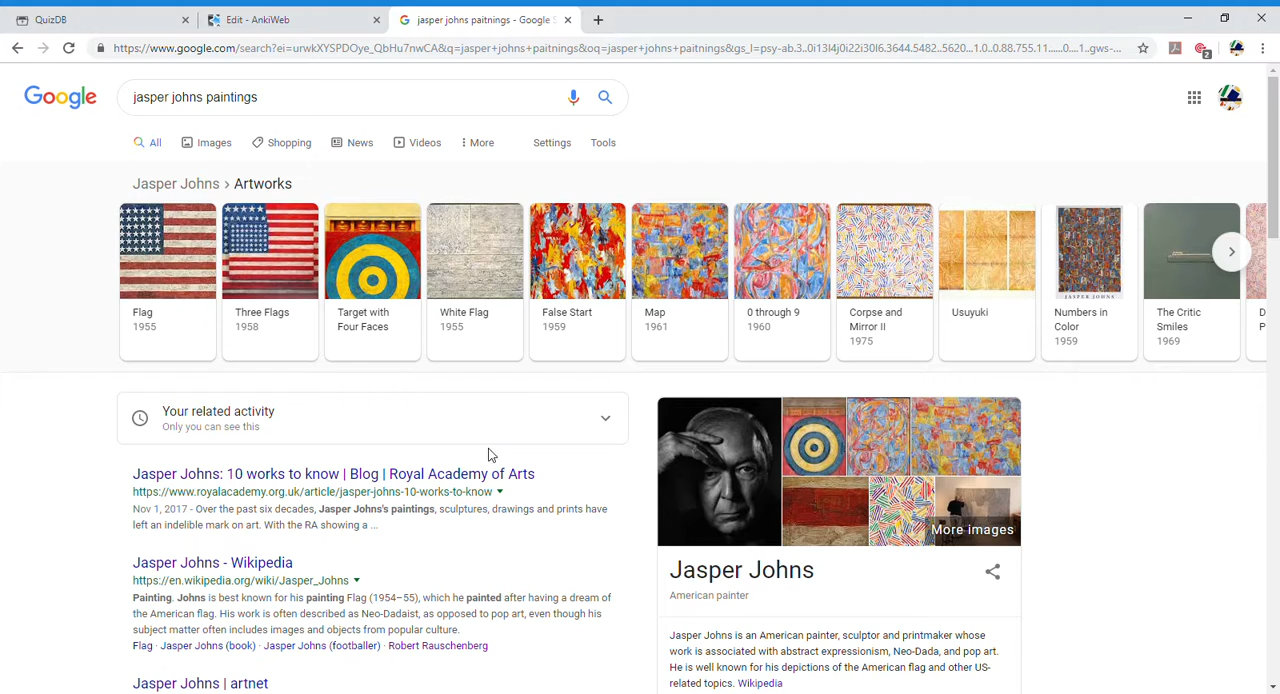 QuizDB
Edit - AnkiWeb
jasper johns paitnings - Google S
https://www.google.com/search?ei=urwkXYSPDOye_QbHu7nwCA&q=jasper+johns+paitnings&oq=jasper+johns+paitnings&gs_l=psy-ab.3..0i13l4j0i22i30l6.3644.5482..5620...1.0..0.88.755.11......0....1..gws-...
2
Google
jasper johns paintings
All
Images
Shopping
News
Videos
More
Settings
Tools
Jasper Johns › Artworks
Flag
1955
Three Flags
1958
Target with
Four Faces
White Flag
1955
False Start
1959
Map
1961
0 through 9
1960
Corpse and
Mirror II
1975
Usuyuki
JASPER JOHNS
Numbers in
Color
1959
The Critic
Smiles
1969
D
P
Your related activity
Only you can see this
Jasper Johns: 10 works to know | Blog | Royal Academy of Arts
https://www.royalacademy.org.uk/article/jasper-johns-10-works-to-know
Nov 1, 2017 - Over the past six decades, Jasper Johns's paintings, sculptures, drawings and prints have
left an indelible mark on art. With the RA showing a ...
Jasper Johns - Wikipedia
https://en.wikipedia.org/wiki/Jasper_Johns
Painting. Johns is best known for his painting Flag (1954–55), which he painted after having a dream of
the American flag. His work is often described as Neo-Dadaist, as opposed to pop art, even though his
subject matter often includes images and objects from popular culture.
Flag · Jasper Johns (book) · Jasper Johns (footballer) · Robert Rauschenberg
Jasper Johns | artnet
More images
Jasper Johns
American painter
Jasper Johns is an American painter, sculptor and printmaker whose
work is associated with abstract expressionism, Neo-Dada, and pop art.
He is well known for his depictions of the American flag and other US-
related topics. Wikipedia